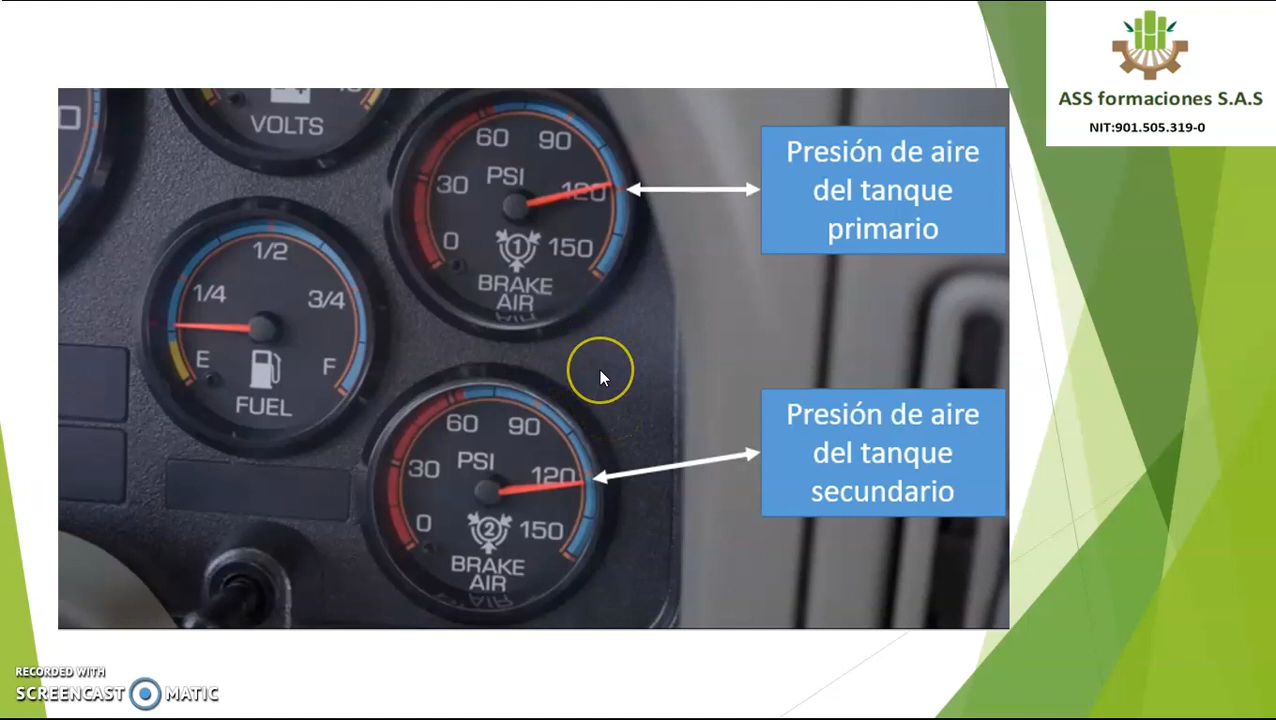 ASS formaciones S.A.S
NIT:901.505.319-0
VOLTS
60 90
PSI
30 120
0 1 150
BRAKE
AIR
Presión de aire
del tanque
primario
1/2
1/4 3/4
E F
FUEL
60 90
PSI
30 120
0 2 150
BRAKE
AIR
Presión de aire
del tanque
secundario
RECORDED WITH
SCREENCAST MATIC